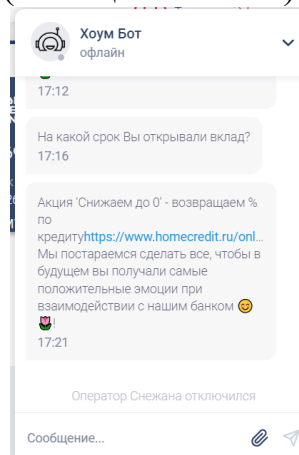 Хоум Бот
офлайн
17:12
На какой срок Вы открывали вклад?
17:16
Акция 'Снижаем до 0' - возвращаем %
по
кредитуhttps://www.homecredit.ru/onl...
Мы постараемся сделать все, чтобы в
будущем вы получали самые
положительные эмоции при
взаимодействии с нашим банком 😊
🌷!
17:21
Оператор Снежана отключился
Сообщение...